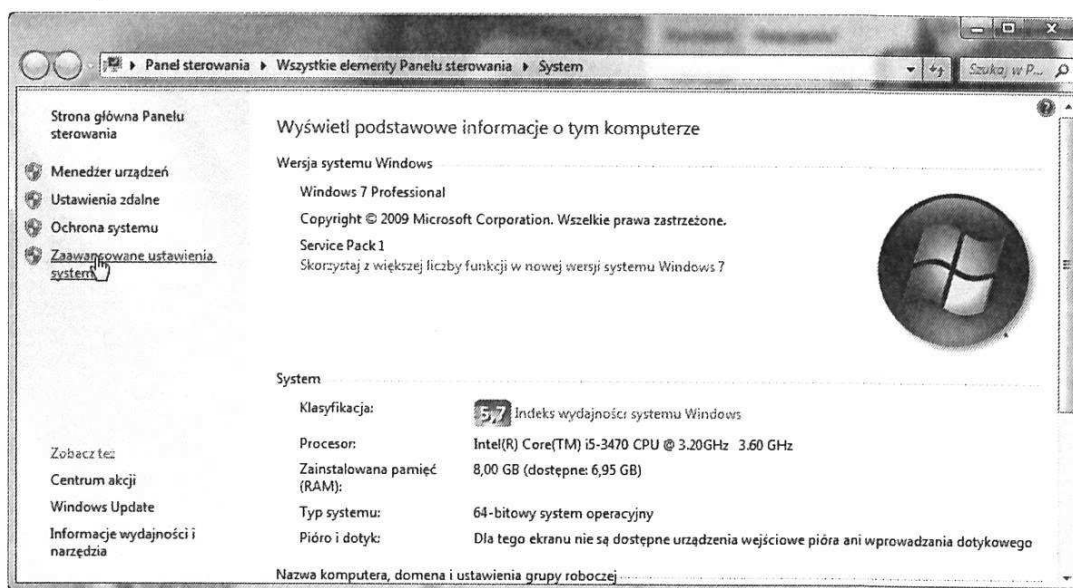 Panel sterowania ▸ Wszystkie elementy Panelu sterowania ▸ System
Szukaj w P...
Strona główna Panelu
sterowania
Menedżer urządzeń
Ustawienia zdalne
Ochrona systemu
Zaawansowane ustawienia
system
Zobacz też
Centrum akcji
Windows Update
Informacje wydajności i
narzędzia
Wyświetl podstawowe informacje o tym komputerze
Wersja systemu Windows
Windows 7 Professional
Copyright © 2009 Microsoft Corporation. Wszelkie prawa zastrzeżone.
Service Pack 1
Skorzystaj z większej liczby funkcji w nowej wersji systemu Windows 7
System
Klasyfikacja:
5,7 Indeks wydajności systemu Windows
Procesor:
Intel(R) Core(TM) i5-3470 CPU @ 3.20GHz 3.60 GHz
Zainstalowana pamięć
(RAM):
8,00 GB (dostępne: 6,95 GB)
Typ systemu:
64-bitowy system operacyjny
Pióro i dotyk:
Dla tego ekranu nie są dostępne urządzenia wejściowe pióra ani wprowadzania dotykowego
Nazwa komputera, domena i ustawienia grupy roboczej